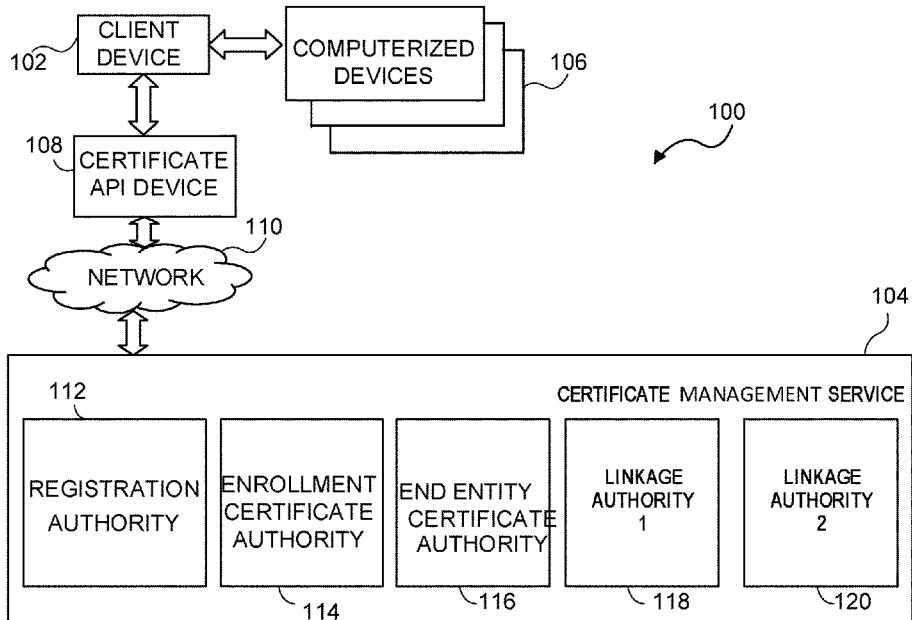 CLIENT
DEVICE
102
COMPUTERIZED
DEVICES
106
100
108
CERTIFICATE
API DEVICE
110
NETWORK
104
CERTIFICATE MANAGEMENT SERVICE
112
REGISTRATION
AUTHORITY
ENROLLMENT
CERTIFICATE
AUTHORITY
114
END ENTITY
CERTIFICATE
AUTHORITY
116
LINKAGE
AUTHORITY
1
118
LINKAGE
AUTHORITY
2
120